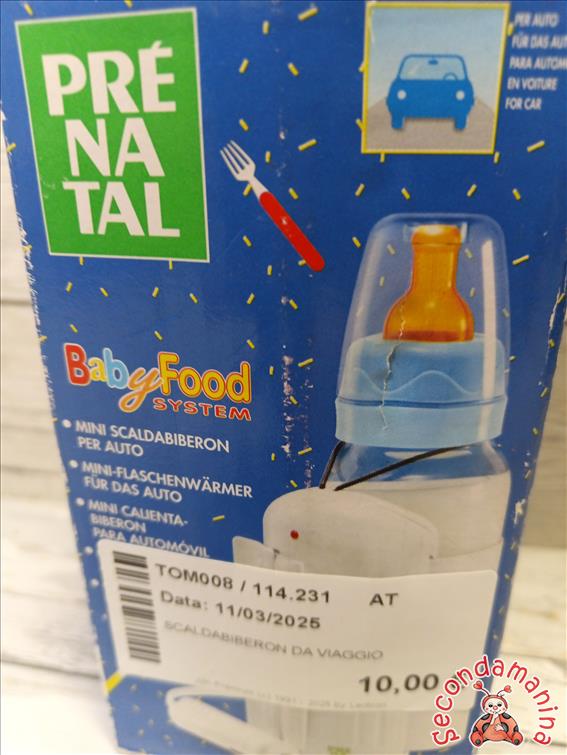 PRÉ
NA
TAL
PER AUTO
FÜR DAS AUT
PARA AUTOM
EN VOITURE
FOR CAR
BabyFood
SYSTEM
• MINI SCALDABIBERON
PER AUTO
• MINI-FLASCHENWÄRMER
FÜR DAS AUTO
• MINI CALIENTA-
BIBERON
PARA AUTOMÓVIL
TOM008 / 114.231 AT
Data: 11/03/2025
SCALDABIBERON DA VIAGGIO
10,00
secondamanina